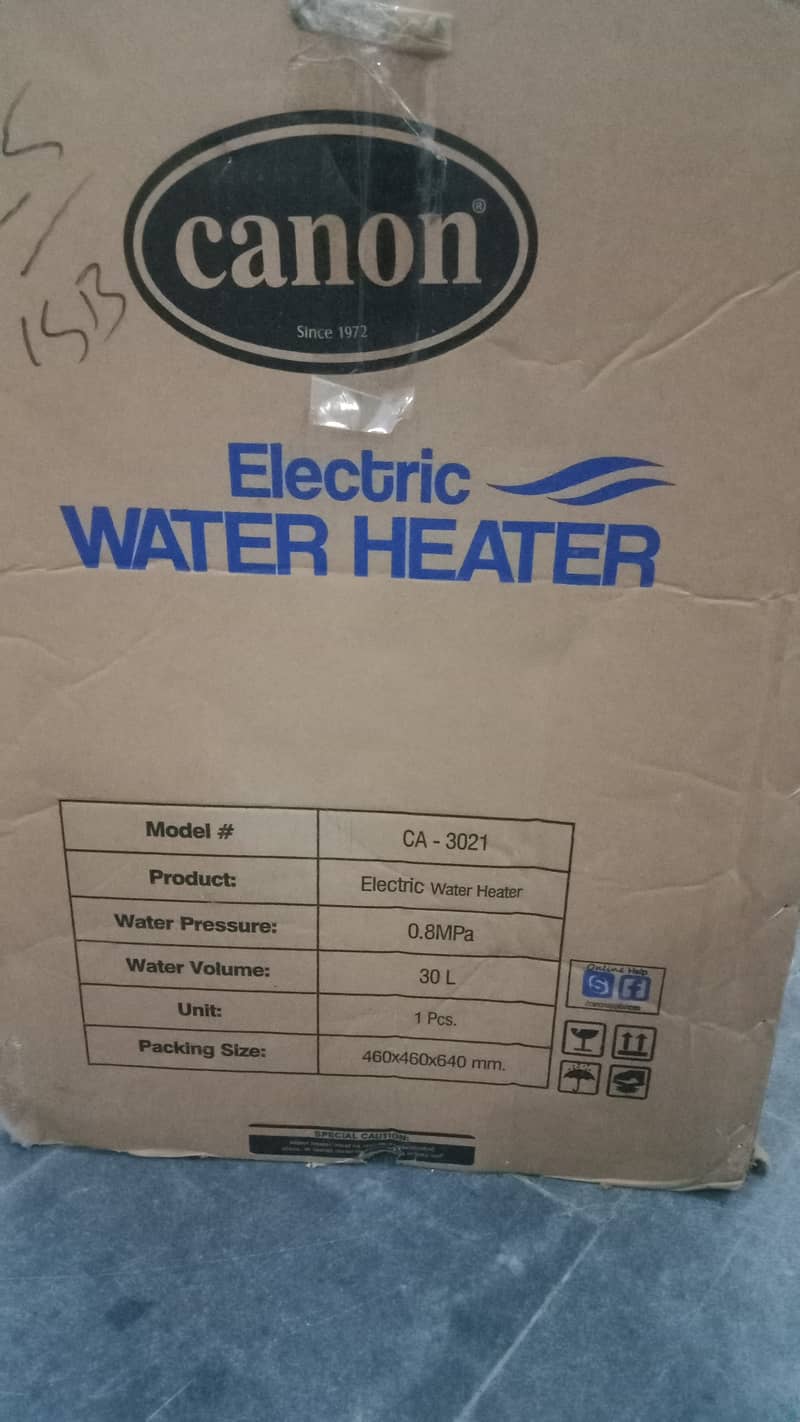 canon®
Since 1972
ISB
Electric
WATER HEATER
Model # CA - 3021
Product: Electric Water Heater
Water Pressure: 0.8MPa
Water Volume: 30 L
Unit: 1 Pcs.
Packing Size: 460x460x640 mm.
Online Help
SPECIAL CAUTION: